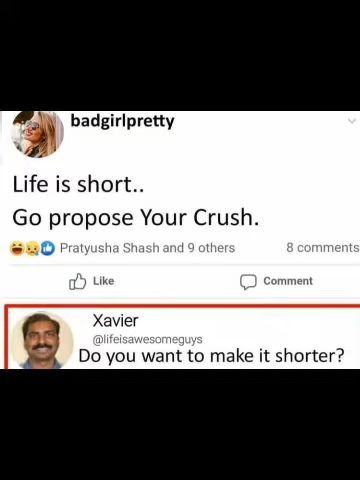 badgirlpretty
Life is short..
Go propose Your Crush.
Pratyusha Shash and 9 others 8 comments
Like Comment
Xavier
@lifeisawesomeguys
Do you want to make it shorter?